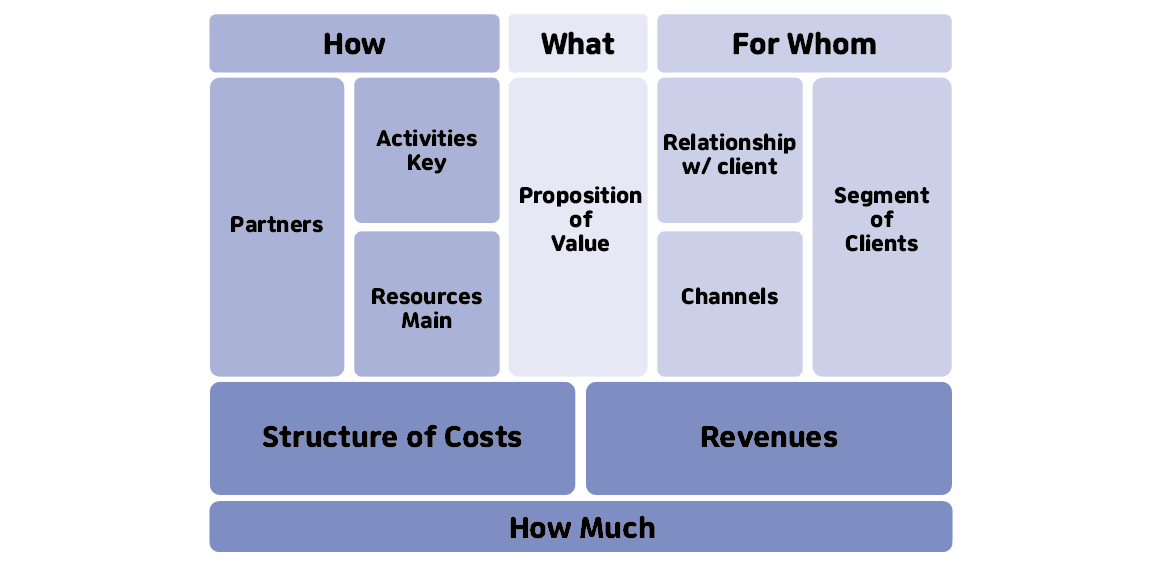 How
What
For Whom
Partners
Activities
Key
Resources
Main
Proposition
of
Value
Relationship
w/ client
Channels
Segment
of
Clients
Structure of Costs
Revenues
How Much